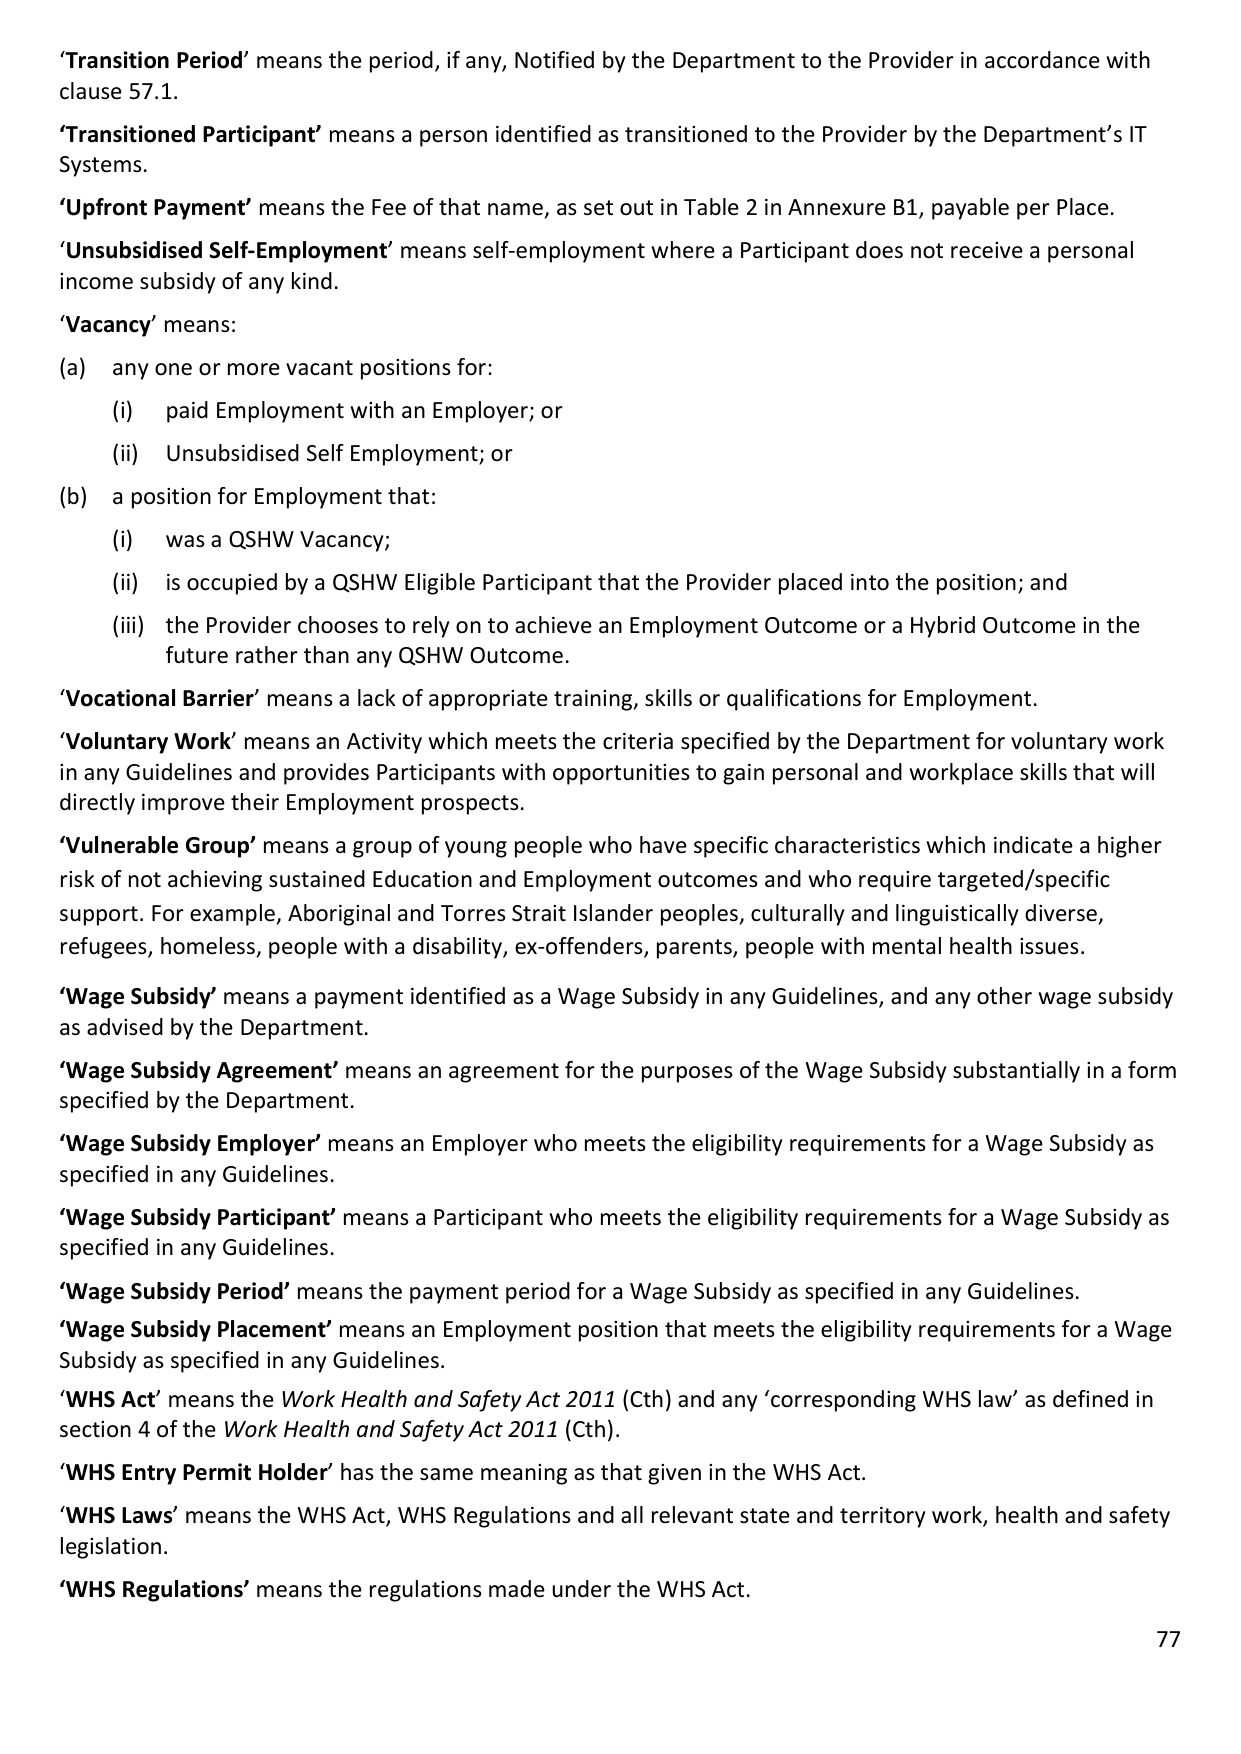 ‘Transition Period’ means the period, if any, Notified by the Department to the Provider in accordance with
clause 57.1.
‘Transitioned Participant’ means a person identified as transitioned to the Provider by the Department’s IT
Systems.
‘Upfront Payment’ means the Fee of that name, as set out in Table 2 in Annexure B1, payable per Place.
‘Unsubsidised Self-Employment’ means self-employment where a Participant does not receive a personal
income subsidy of any kind.
‘Vacancy’ means:
(a) any one or more vacant positions for:
(i) paid Employment with an Employer; or
(ii) Unsubsidised Self Employment; or
(b) a position for Employment that:
(i) was a QSHW Vacancy;
(ii) is occupied by a QSHW Eligible Participant that the Provider placed into the position; and
(iii) the Provider chooses to rely on to achieve an Employment Outcome or a Hybrid Outcome in the
future rather than any QSHW Outcome.
‘Vocational Barrier’ means a lack of appropriate training, skills or qualifications for Employment.
‘Voluntary Work’ means an Activity which meets the criteria specified by the Department for voluntary work
in any Guidelines and provides Participants with opportunities to gain personal and workplace skills that will
directly improve their Employment prospects.
‘Vulnerable Group’ means a group of young people who have specific characteristics which indicate a higher
risk of not achieving sustained Education and Employment outcomes and who require targeted/specific
support. For example, Aboriginal and Torres Strait Islander peoples, culturally and linguistically diverse,
refugees, homeless, people with a disability, ex-offenders, parents, people with mental health issues.
‘Wage Subsidy’ means a payment identified as a Wage Subsidy in any Guidelines, and any other wage subsidy
as advised by the Department.
‘Wage Subsidy Agreement’ means an agreement for the purposes of the Wage Subsidy substantially in a form
specified by the Department.
‘Wage Subsidy Employer’ means an Employer who meets the eligibility requirements for a Wage Subsidy as
specified in any Guidelines.
‘Wage Subsidy Participant’ means a Participant who meets the eligibility requirements for a Wage Subsidy as
specified in any Guidelines.
‘Wage Subsidy Period’ means the payment period for a Wage Subsidy as specified in any Guidelines.
‘Wage Subsidy Placement’ means an Employment position that meets the eligibility requirements for a Wage
Subsidy as specified in any Guidelines.
‘WHS Act’ means the Work Health and Safety Act 2011 (Cth) and any ‘corresponding WHS law’ as defined in
section 4 of the Work Health and Safety Act 2011 (Cth).
‘WHS Entry Permit Holder’ has the same meaning as that given in the WHS Act.
‘WHS Laws’ means the WHS Act, WHS Regulations and all relevant state and territory work, health and safety
legislation.
‘WHS Regulations’ means the regulations made under the WHS Act.
77